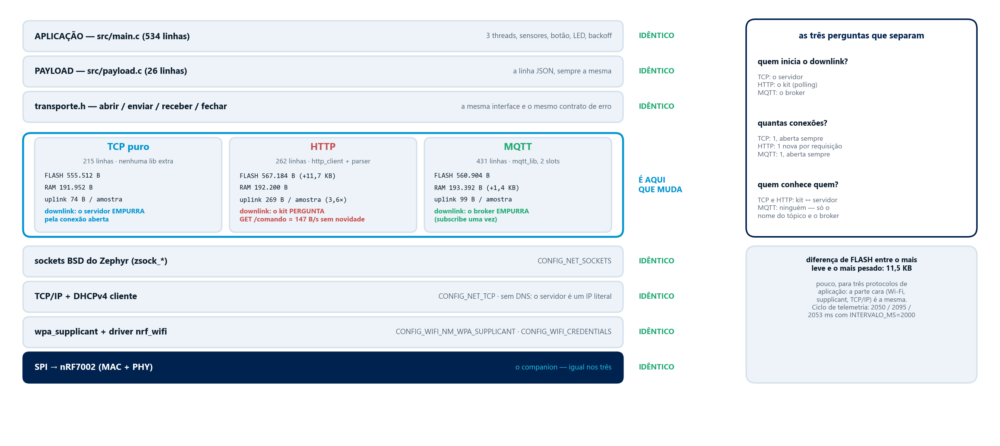 APLICAÇÃO — src/main.c (534 linhas)
3 threads, sensores, botão, LED, backoff
IDÊNTICO
PAYLOAD — src/payload.c (26 linhas)
a linha JSON, sempre a mesma
IDÊNTICO
transporte.h — abrir / enviar / receber / fechar
a mesma interface e o mesmo contrato de erro
IDÊNTICO
TCP puro
215 linhas · nenhuma lib extra
FLASH 555.512 B
RAM 191.952 B
uplink 74 B / amostra
downlink: o servidor EMPURRA
pela conexão aberta
HTTP
262 linhas · http_client + parser
FLASH 567.184 B (+11,7 KB)
RAM 192.200 B
uplink 269 B / amostra (3,6×)
downlink: o kit PERGUNTA
GET /comando = 147 B/s sem novidade
MQTT
431 linhas · mqtt_lib, 2 slots
FLASH 560.904 B
RAM 193.392 B (+1,4 KB)
uplink 99 B / amostra
downlink: o broker EMPURRA
(subscribe uma vez)
É AQUI
QUE MUDA
sockets BSD do Zephyr (zsock_*)
CONFIG_NET_SOCKETS
IDÊNTICO
TCP/IP + DHCPv4 cliente
CONFIG_NET_TCP · sem DNS: o servidor é um IP literal
IDÊNTICO
wpa_supplicant + driver nrf_wifi
CONFIG_WIFI_NM_WPA_SUPPLICANT · CONFIG_WIFI_CREDENTIALS
IDÊNTICO
SPI → nRF7002 (MAC + PHY)
o companion — igual nos três
IDÊNTICO
as três perguntas que separam
quem inicia o downlink?
TCP: o servidor
HTTP: o kit (polling)
MQTT: o broker
quantas conexões?
TCP: 1, aberta sempre
HTTP: 1 nova por requisição
MQTT: 1, aberta sempre
quem conhece quem?
TCP e HTTP: kit ↔ servidor
MQTT: ninguém — só o
nome do tópico e o broker
diferença de FLASH entre o mais
leve e o mais pesado: 11,5 KB
pouco, para três protocolos de
aplicação: a parte cara (Wi-Fi,
supplicant, TCP/IP) é a mesma.
Ciclo de telemetria: 2050 / 2095 /
2053 ms com INTERVALO_MS=2000